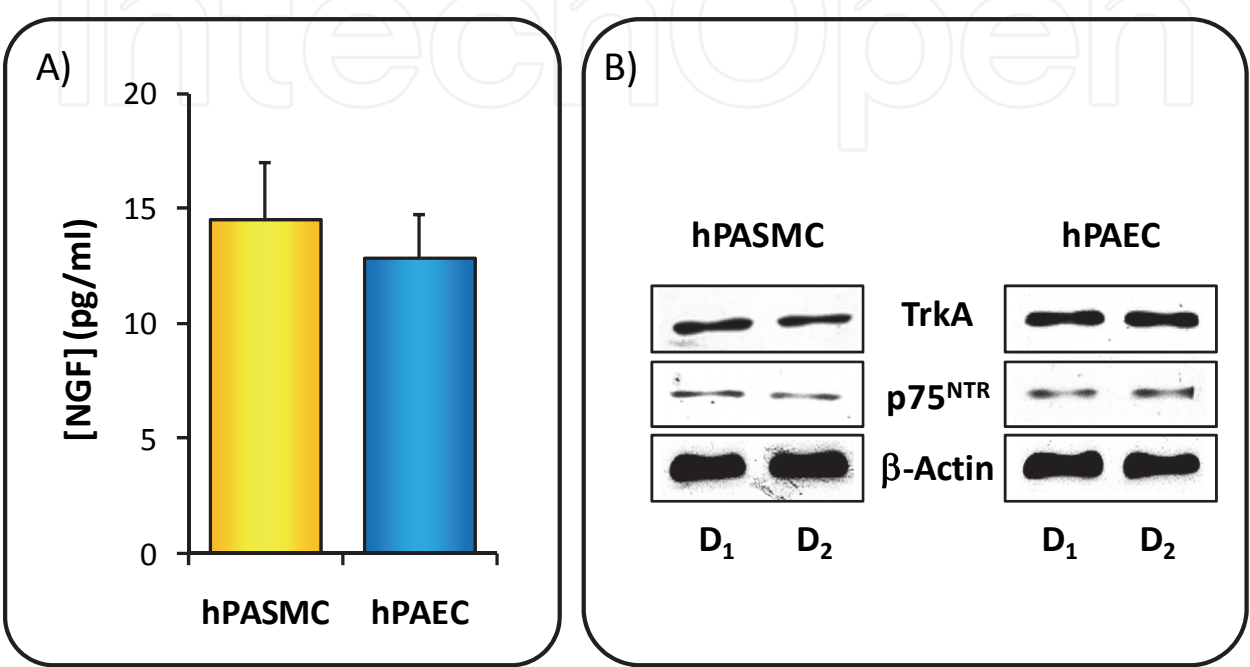 IntechOpen
A)
20
15
10
5
0
[NGF] (pg/ml)
hPASMC
hPAEC
B)
hPASMC
hPAEC
TrkA
p75NTR
β-Actin
D1 D2
D1 D2